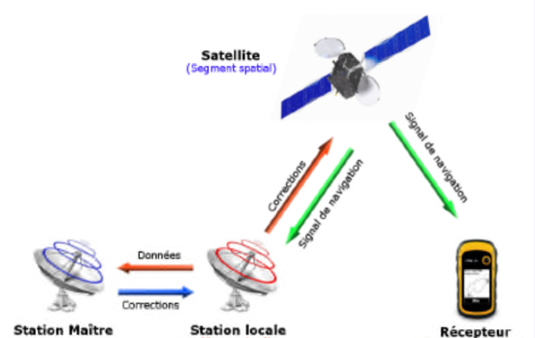 Satellite
(Segment spatial)
Corrections
Signal de navigation
Signal de navigation
Données
Corrections
Station Maître
Station locale
Récepteur